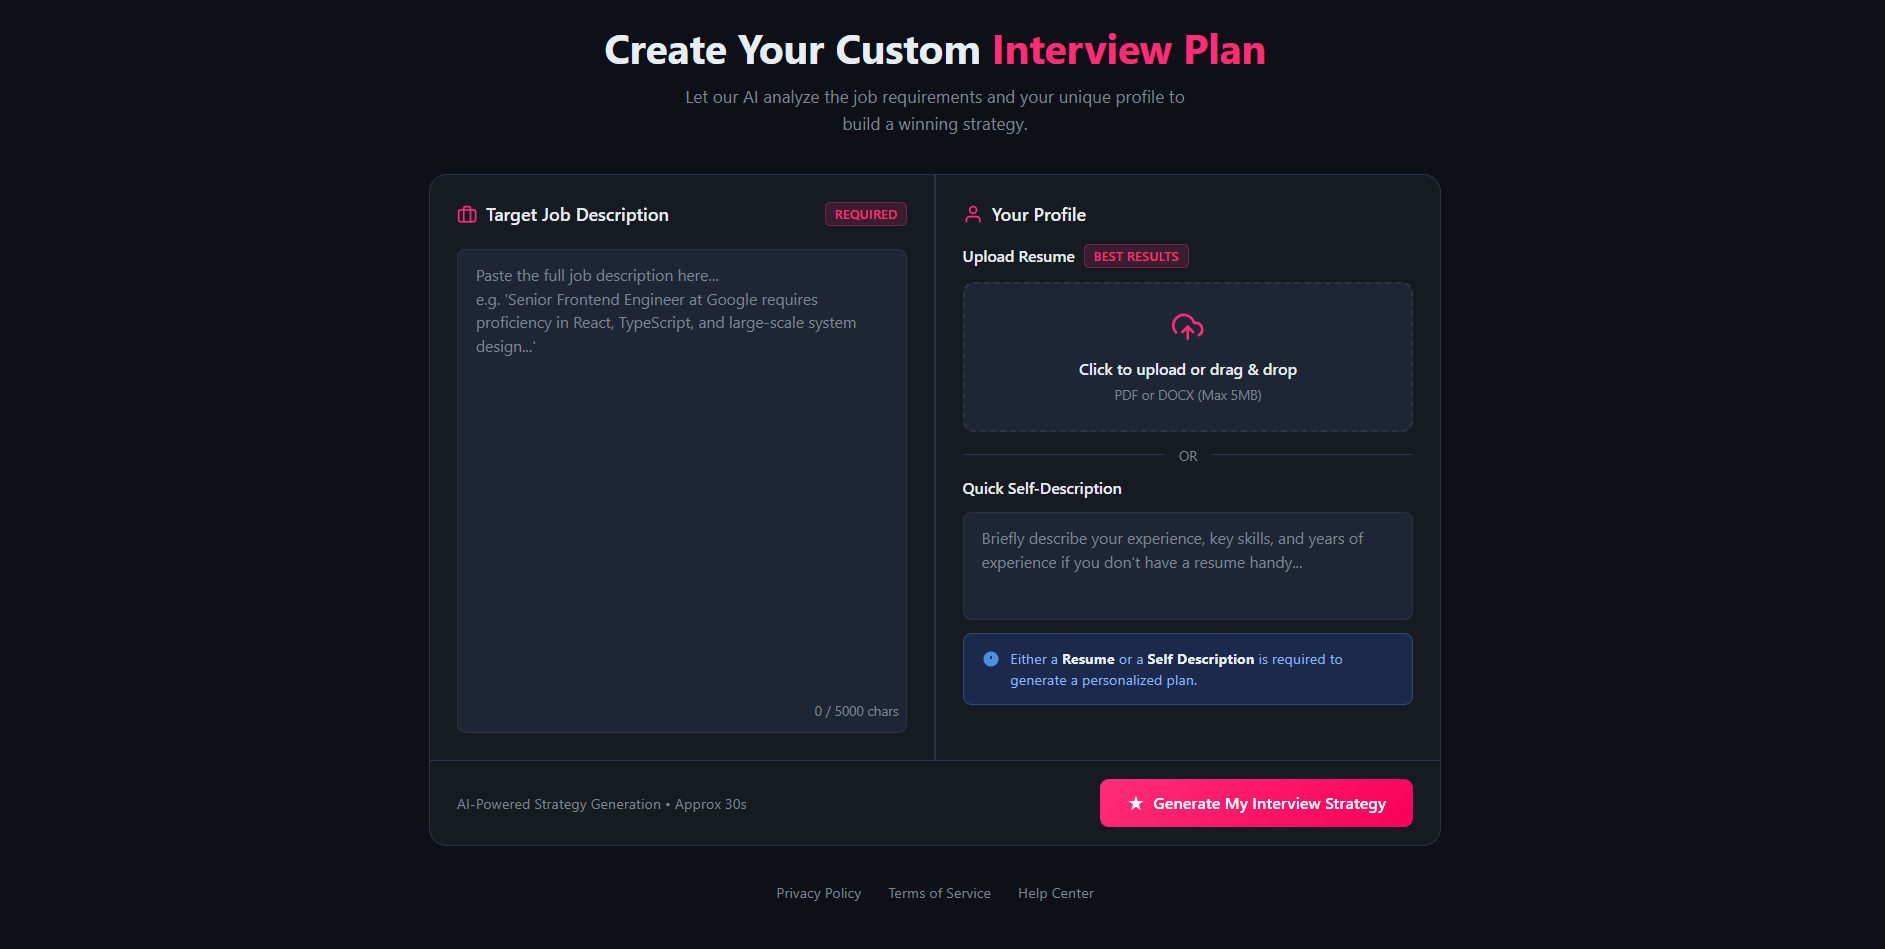 Create Your Custom Interview Plan
Let our AI analyze the job requirements and your unique profile to
build a winning strategy.
Target Job Description
REQUIRED
Paste the full job description here...
e.g. 'Senior Frontend Engineer at Google requires
proficiency in React, TypeScript, and large-scale system
design...'
0 / 5000 chars
Your Profile
Upload Resume
BEST RESULTS
Click to upload or drag & drop
PDF or DOCX (Max 5MB)
OR
Quick Self-Description
Briefly describe your experience, key skills, and years of
experience if you don't have a resume handy...
Either a Resume or a Self Description is required to
generate a personalized plan.
AI-Powered Strategy Generation • Approx 30s
★ Generate My Interview Strategy
Privacy Policy
Terms of Service
Help Center